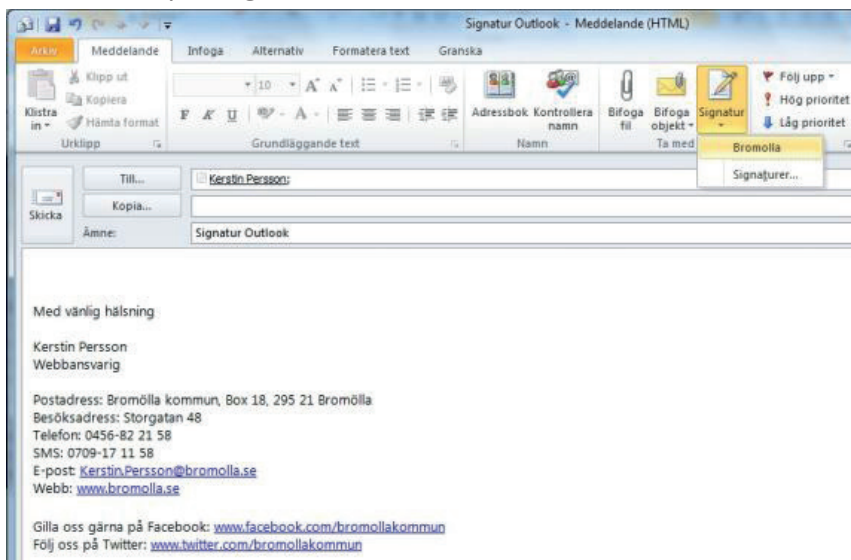 Signatur Outlook - Meddelande (HTML)
Arkiv Meddelande Infoga Alternativ Formatera text Granska
Klistra in
Klipp ut
Kopiera
Hämta format
Urklipp
10 A A
F K U A
Grundläggande text
Adressbok Kontrollera namn
Namn
Bifoga fil Bifoga objekt Signatur
Ta med
Följ upp
Hög prioritet
Låg prioritet
Bromolla
Signaturer...
Skicka
Till... Kerstin Persson;
Kopia...
Ämne: Signatur Outlook
Med vänlig hälsning
Kerstin Persson
Webbansvarig
Postadress: Bromölla kommun, Box 18, 295 21 Bromölla
Besöksadress: Storgatan 48
Telefon: 0456-82 21 58
SMS: 0709-17 11 58
E-post: Kerstin.Persson@bromolla.se
Webb: www.bromolla.se
Gilla oss gärna på Facebook: www.facebook.com/bromollakommun
Följ oss på Twitter: www.twitter.com/bromollakommun